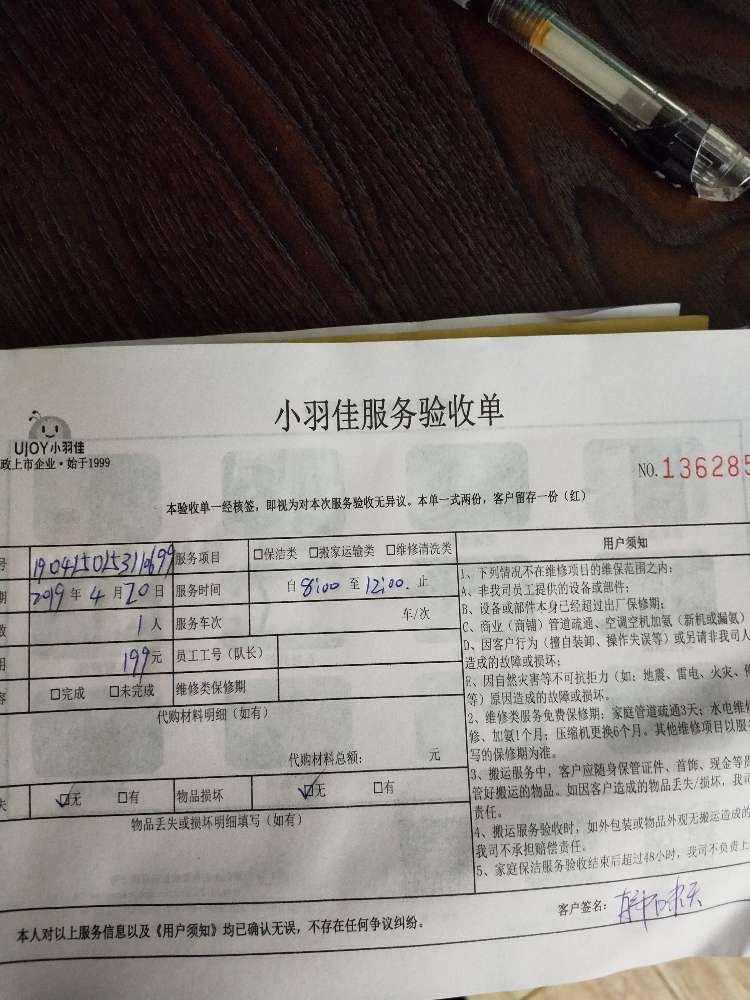 小羽佳服务验收单
UJOY小羽佳
政上市企业·始于1999
NO.136285
本验收单一经核签，即视为对本次服务验收无异议。本单一式两份，客户留存一份（红）
号 服务项目 □保洁类 □搬家运输类 □维修清洗类
期 2019年4月20日 服务时间 自8:00至12:00止
数 1人 服务车次 车/次
用 199元 员工工号（队长）
容 □完成 □未完成 维修类保修期
代购材料明细（如有）
代购材料总额： 元
失 ☑无 □有 物品损坏 ☑无 □有
物品丢失或损坏明细填写（如有）
用户须知
1、下列情况不在维修项目的维保范围之内：
A、非我司员工提供的设备或部件；
B、设备或部件本身已经超过出厂保修期；
C、商业（商铺）管道疏通、空调空机加氨（新机或漏氨）
D、因客户行为（擅自装卸、操作失误等）或另请非我司人
造成的故障或损坏；
E、因自然灾害等不可抗拒力（如：地震、雷电、火灾、
等）原因造成的故障或损坏。
2、维修类服务免费保修期：家庭管道疏通3天；水电维
修、加氨1个月；压缩机更换6个月。其他维修项目以服
写的保修期为准。
3、搬运服务中，客户应随身保管证件、首饰、现金等
管好搬运的物品。如因客户造成的物品丢失/损坏，我司
责任。
4、搬运服务验收时，如外包装或物品外观无搬运造成的
我司不承担赔偿责任。
5、家庭保洁服务验收结束后超过48小时，我司不负责上
本人对以上服务信息以及《用户须知》均已确认无误，不存在任何争议纠纷。
客户签名：